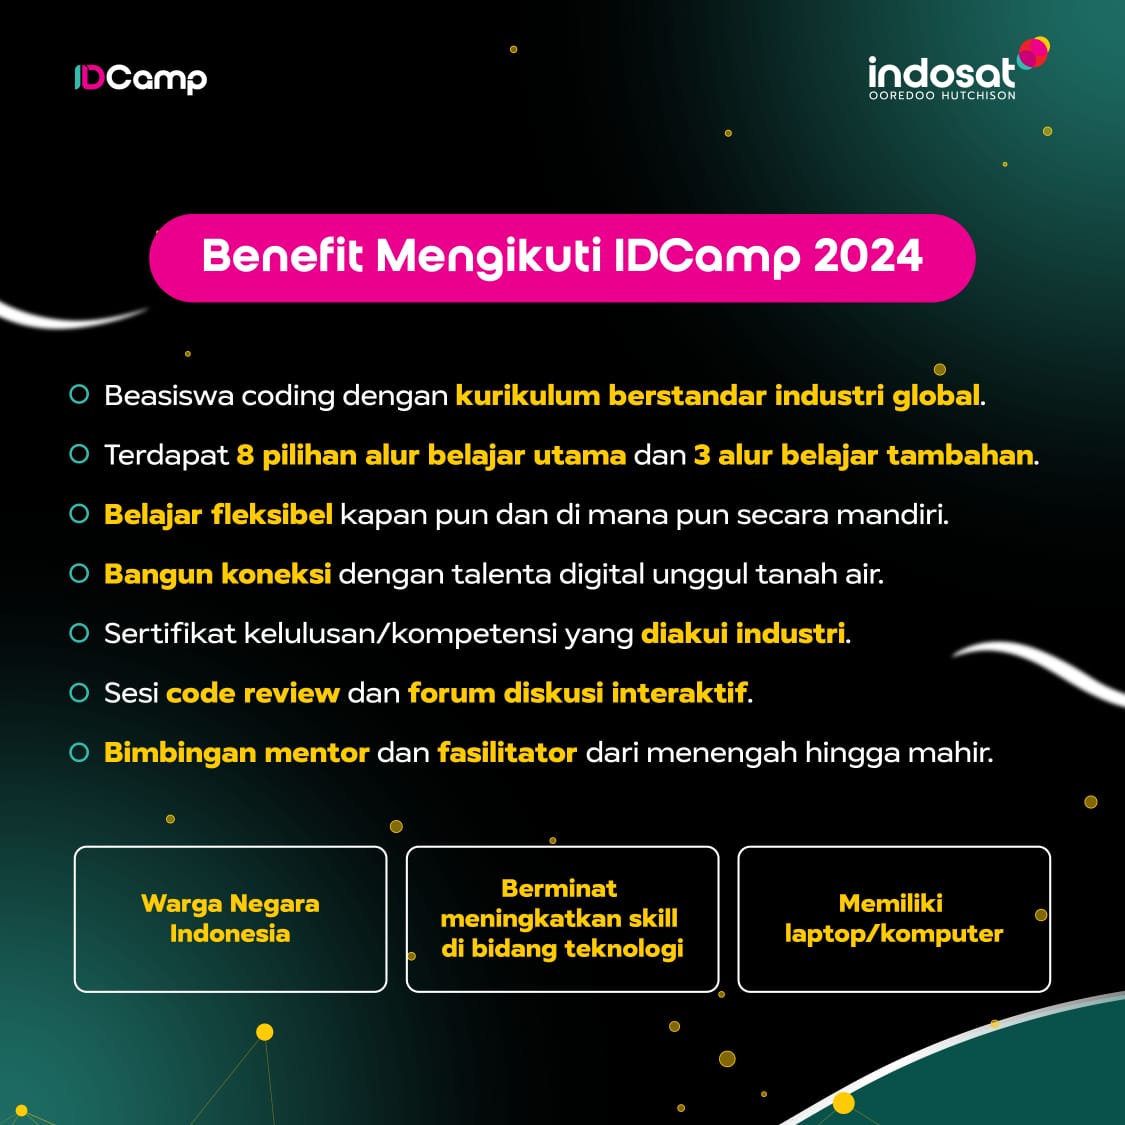 IDCamp
indosat
OOREDOO HUTCHISON
Benefit Mengikuti IDCamp 2024
Beasiswa coding dengan kurikulum berstandar industri global.
Terdapat 8 pilihan alur belajar utama dan 3 alur belajar tambahan.
Belajar fleksibel kapan pun dan di mana pun secara mandiri.
Bangun koneksi dengan talenta digital unggul tanah air.
Sertifikat kelulusan/kompetensi yang diakui industri.
Sesi code review dan forum diskusi interaktif.
Bimbingan mentor dan fasilitator dari menengah hingga mahir.
Warga Negara
Indonesia
Berminat
meningkatkan skill
di bidang teknologi
Memiliki
laptop/komputer